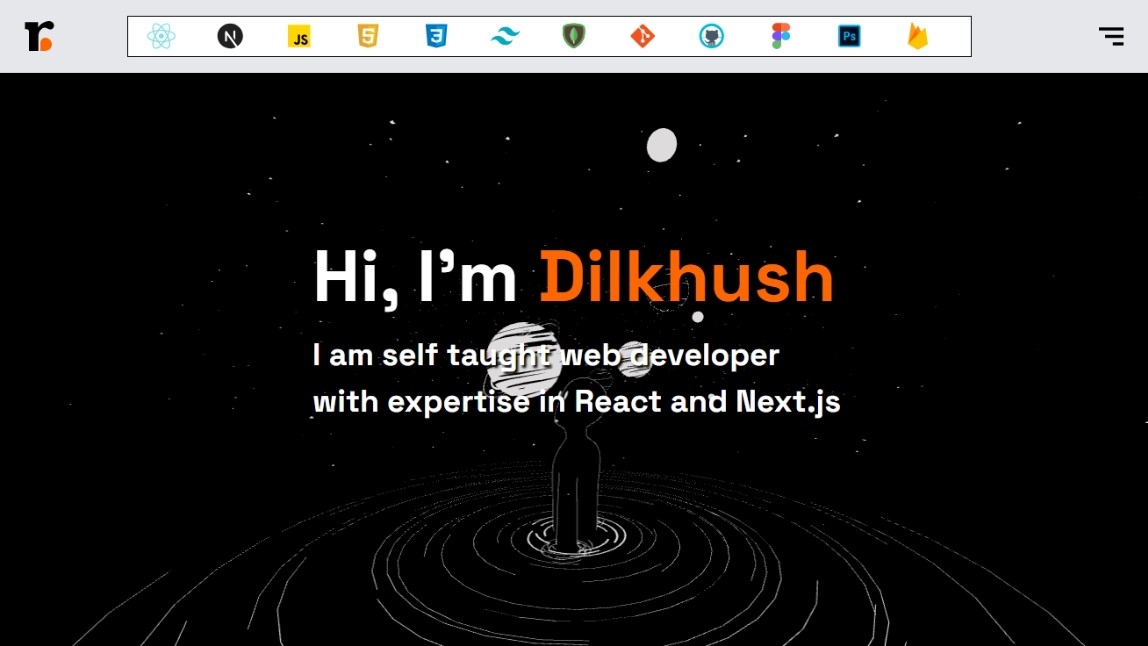 r.
N
JS
5
3
Ps
Hi, I'm Dilkhush
I am self taught web developer
with expertise in React and Next.js